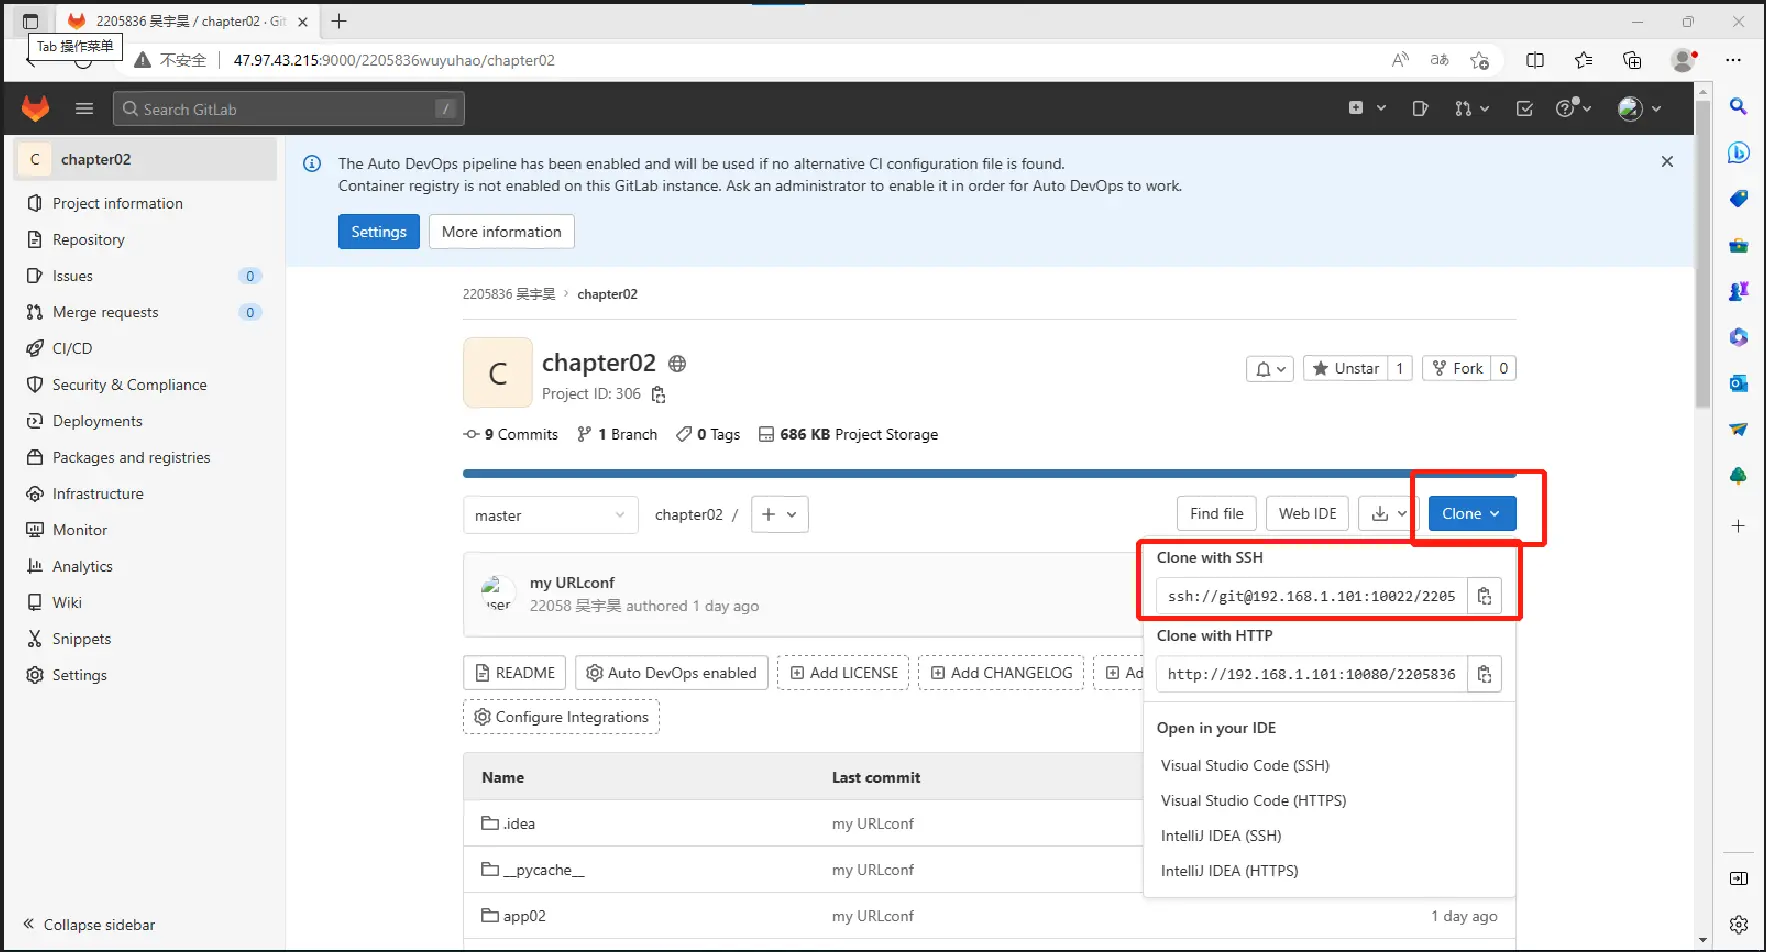 2205836 吴宇昊 / chapter02 · Git
Tab 操作菜单
不安全
47.97.43.215:9000/2205836wuyuhao/chapter02
Search GitLab
/
C
chapter02
Project information
Repository
Issues 0
Merge requests 0
CI/CD
Security & Compliance
Deployments
Packages and registries
Infrastructure
Monitor
Analytics
Wiki
Snippets
Settings
Collapse sidebar
The Auto DevOps pipeline has been enabled and will be used if no alternative CI configuration file is found.
Container registry is not enabled on this GitLab instance. Ask an administrator to enable it in order for Auto DevOps to work.
Settings
More information
2205836 吴宇昊 > chapter02
C
chapter02
Project ID: 306
Unstar 1
Fork 0
9 Commits
1 Branch
0 Tags
686 KB Project Storage
master
chapter02 /
Find file
Web IDE
Clone
my URLconf
22058 吴宇昊 authored 1 day ago
Clone with SSH
ssh://git@192.168.1.101:10022/2205
Clone with HTTP
http://192.168.1.101:10080/2205836
Open in your IDE
Visual Studio Code (SSH)
Visual Studio Code (HTTPS)
IntelliJ IDEA (SSH)
IntelliJ IDEA (HTTPS)
README
Auto DevOps enabled
Add LICENSE
Add CHANGELOG
Ad
Configure Integrations
Name
Last commit
.idea
my URLconf
__pycache__
my URLconf
app02
my URLconf
1 day ago